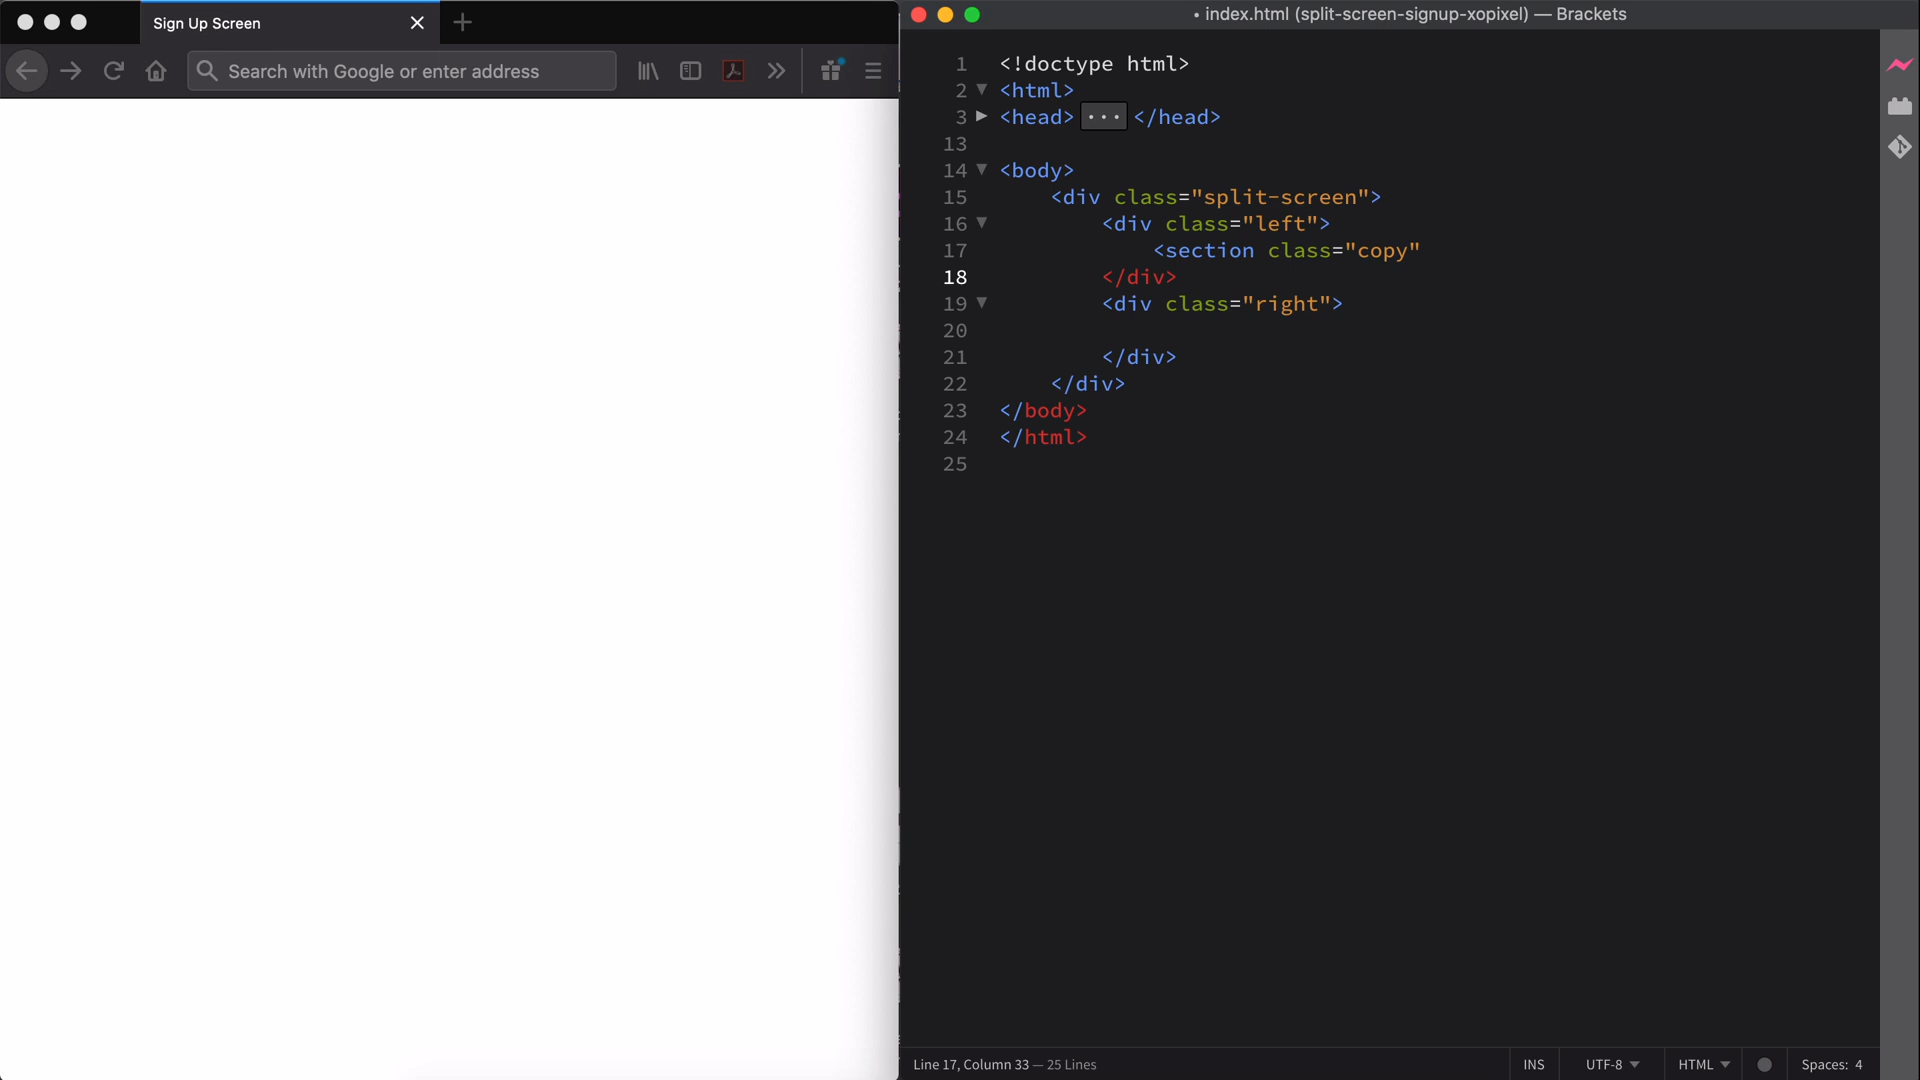 Sign Up Screen
Search with Google or enter address
• index.html (split-screen-signup-xopixel) — Brackets
1 <!doctype html>
2 <html>
3 <head> ••• </head>
13
14 <body>
15 <div class="split-screen">
16 <div class="left">
17 <section class="copy"
18 </div>
19 <div class="right">
20
21 </div>
22 </div>
23 </body>
24 </html>
25
Line 17, Column 33 — 25 Lines
INS
UTF-8
HTML
Spaces: 4